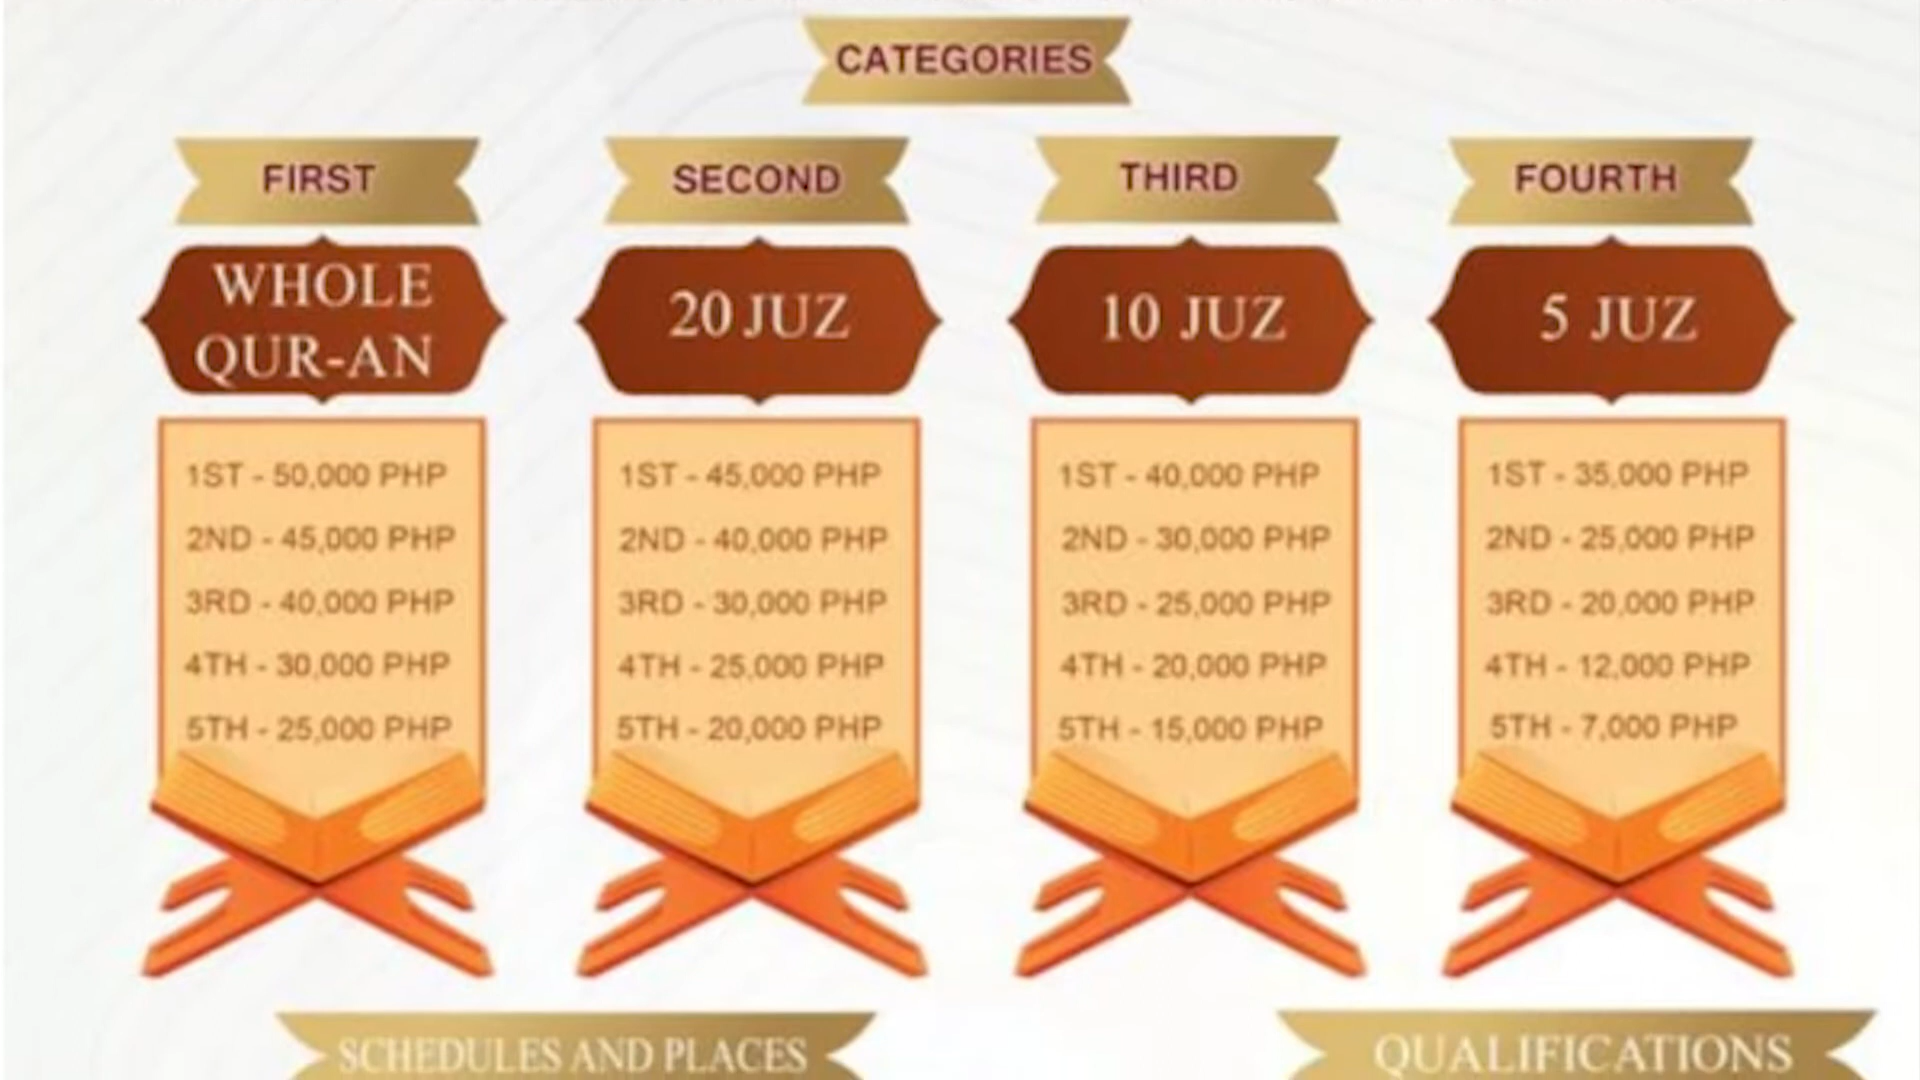 CATEGORIES
FIRST
WHOLE
QUR-AN
1ST - 50,000 PHP
2ND - 45,000 PHP
3RD - 40,000 PHP
4TH - 30,000 PHP
5TH - 25,000 PHP
SECOND
20 JUZ
1ST - 45,000 PHP
2ND - 40,000 PHP
3RD - 30,000 PHP
4TH - 25,000 PHP
5TH - 20,000 PHP
THIRD
10 JUZ
1ST - 40,000 PHP
2ND - 30,000 PHP
3RD - 25,000 PHP
4TH - 20,000 PHP
5TH - 15,000 PHP
FOURTH
5 JUZ
1ST - 35,000 PHP
2ND - 25,000 PHP
3RD - 20,000 PHP
4TH - 12,000 PHP
5TH - 7,000 PHP
SCHEDULES AND PLACES
QUALIFICATIONS